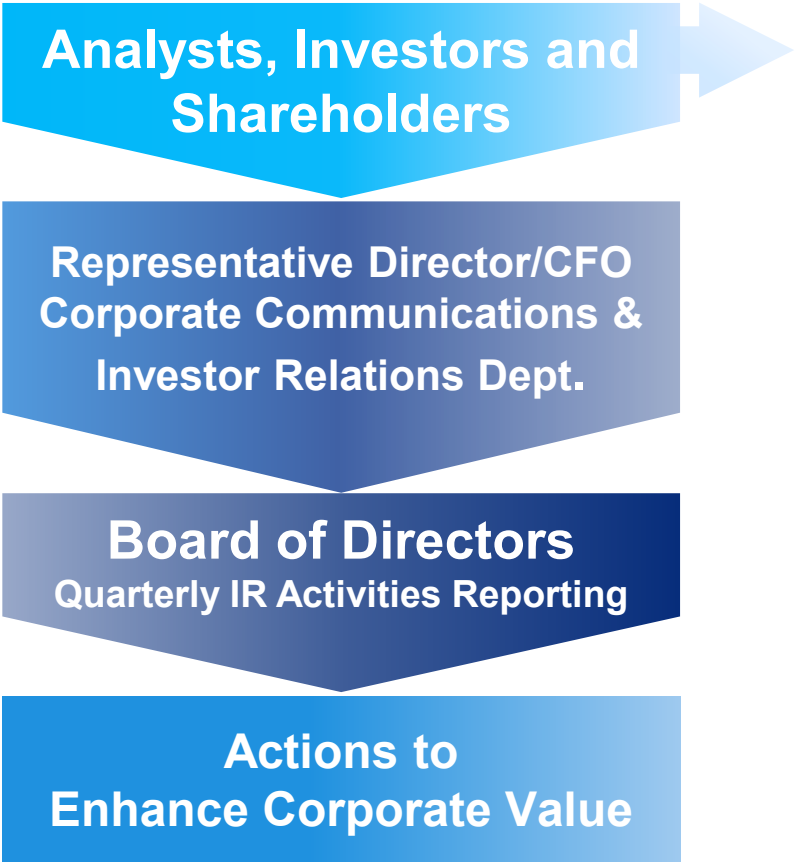 Analysts, Investors and
Shareholders
Representative Director/CFO
Corporate Communications &
Investor Relations Dept.
Board of Directors
Quarterly IR Activities Reporting
Actions to
Enhance Corporate Value